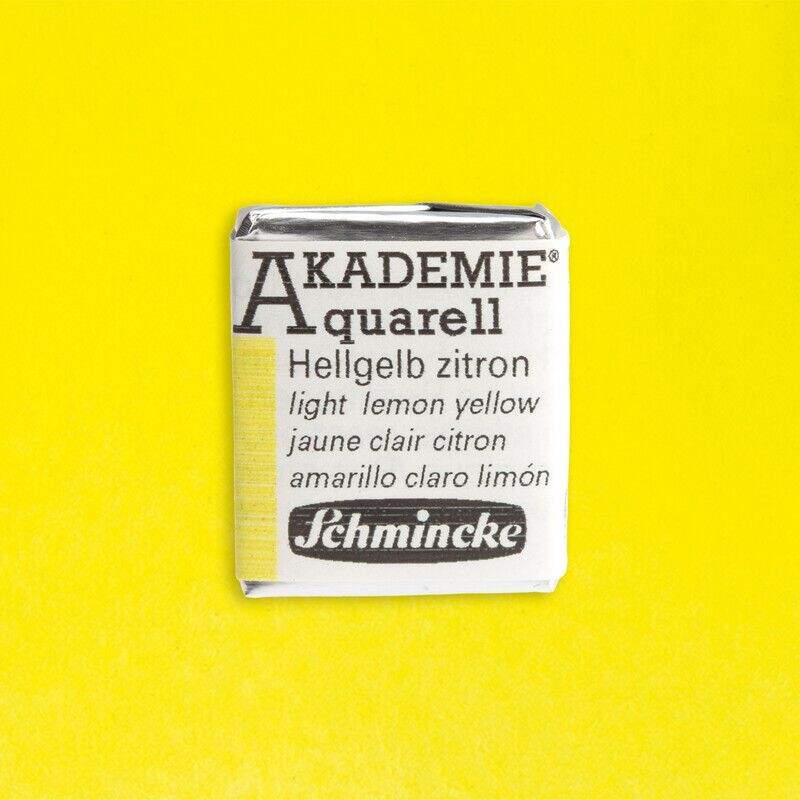 AKADEMIE®
Aquarell
Hellgelb zitron
light lemon yellow
jaune clair citron
amarillo claro limón
Schmincke